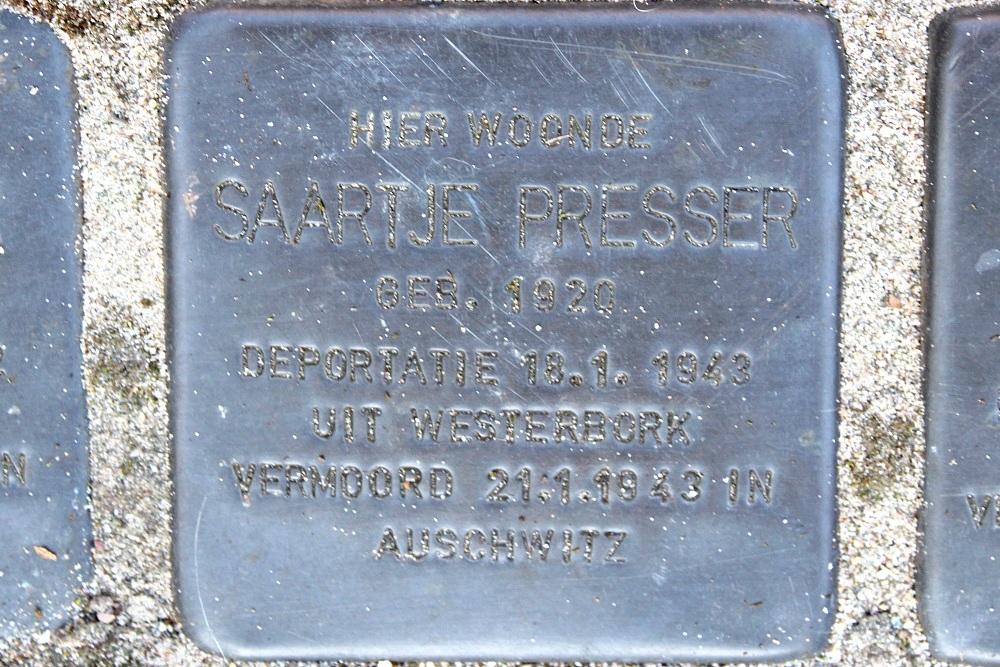 HIER WOONDE
SAARTJE PRESSER
GEB. 1920
DEPORTATIE 18.1.1943
UIT WESTERBORK
VERMOORD 21.1.1943 IN
AUSCHWITZ